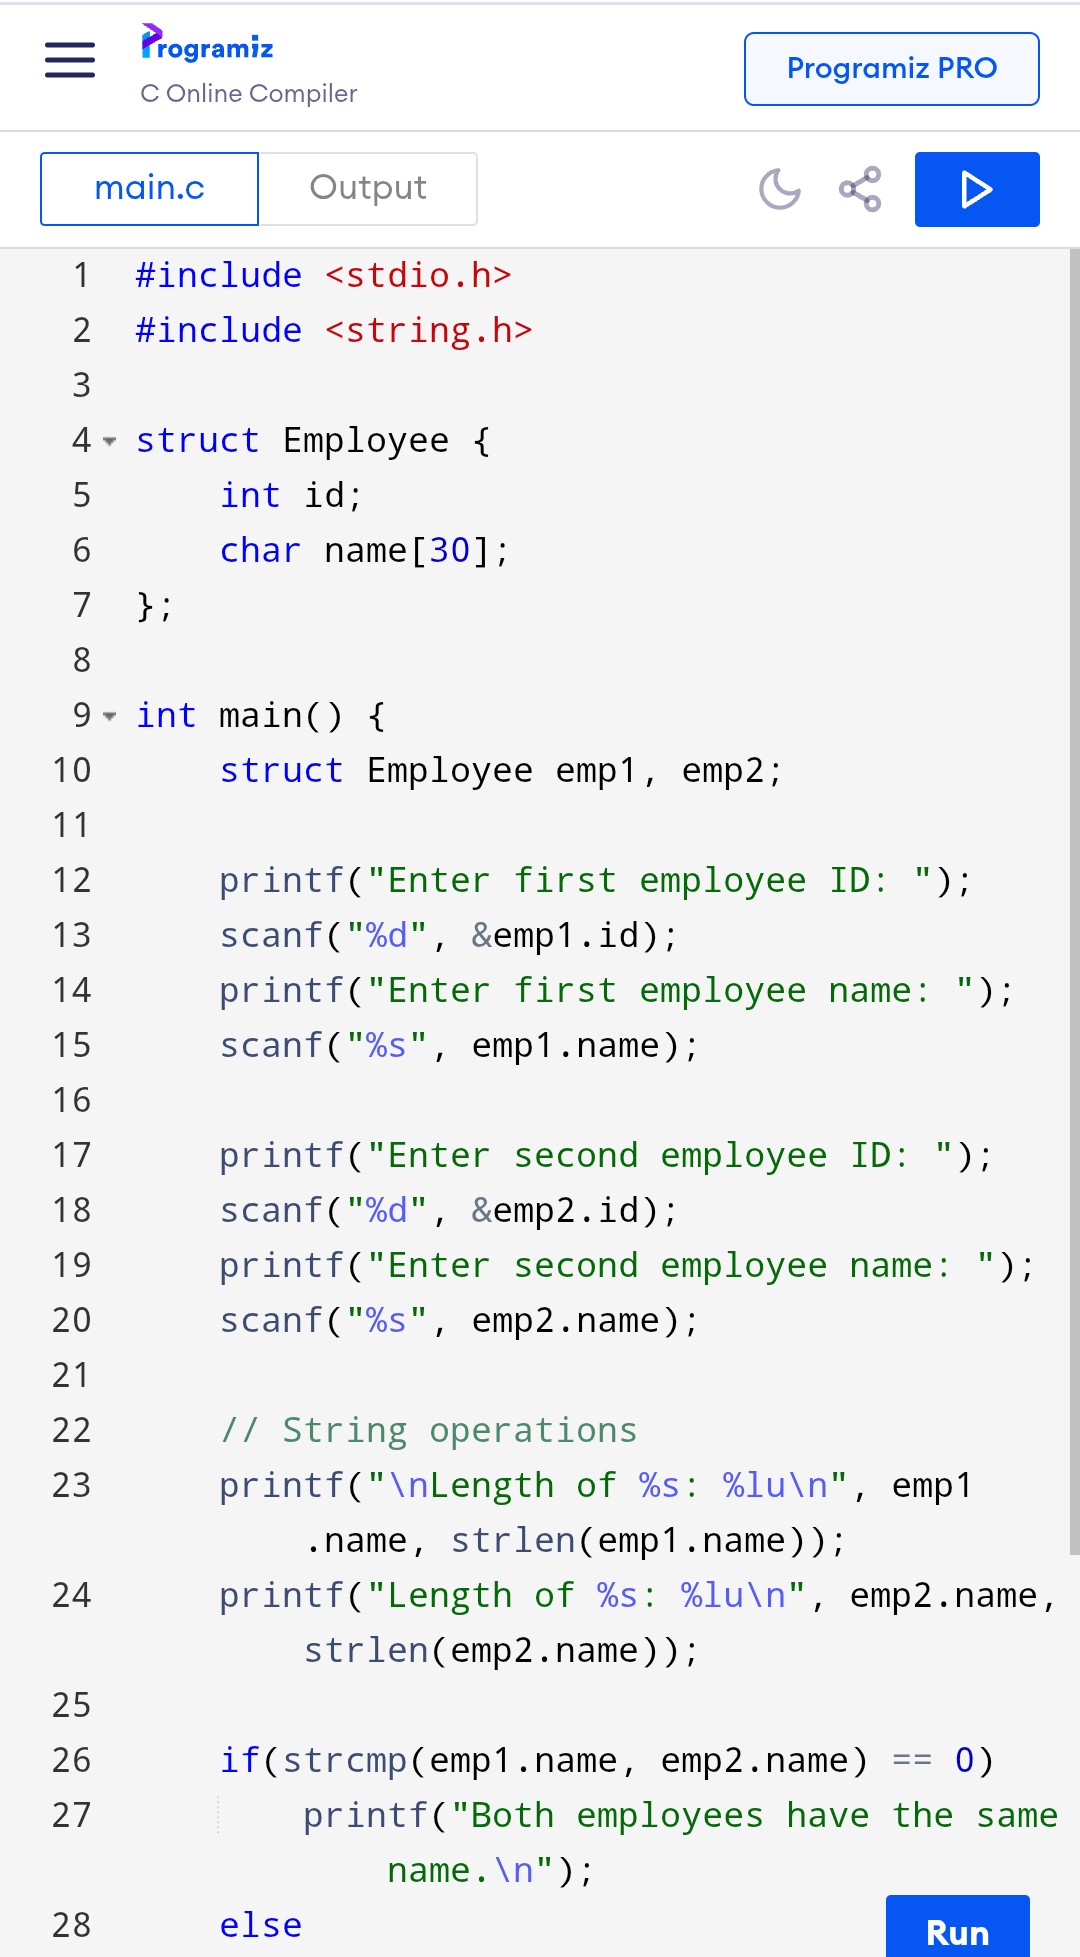 Programiz
C Online Compiler
Programiz PRO
main.c
Output
1 #include <stdio.h>
2 #include <string.h>
3
4 struct Employee {
5     int id;
6     char name[30];
7 };
8
9 int main() {
10     struct Employee emp1, emp2;
11
12     printf("Enter first employee ID: ");
13     scanf("%d", &emp1.id);
14     printf("Enter first employee name: ");
15     scanf("%s", emp1.name);
16
17     printf("Enter second employee ID: ");
18     scanf("%d", &emp2.id);
19     printf("Enter second employee name: ");
20     scanf("%s", emp2.name);
21
22     // String operations
23     printf("\nLength of %s: %lu\n", emp1
        .name, strlen(emp1.name));
24     printf("Length of %s: %lu\n", emp2.name,
        strlen(emp2.name));
25
26     if(strcmp(emp1.name, emp2.name) == 0)
27         printf("Both employees have the same
            name.\n");
28     else
Run